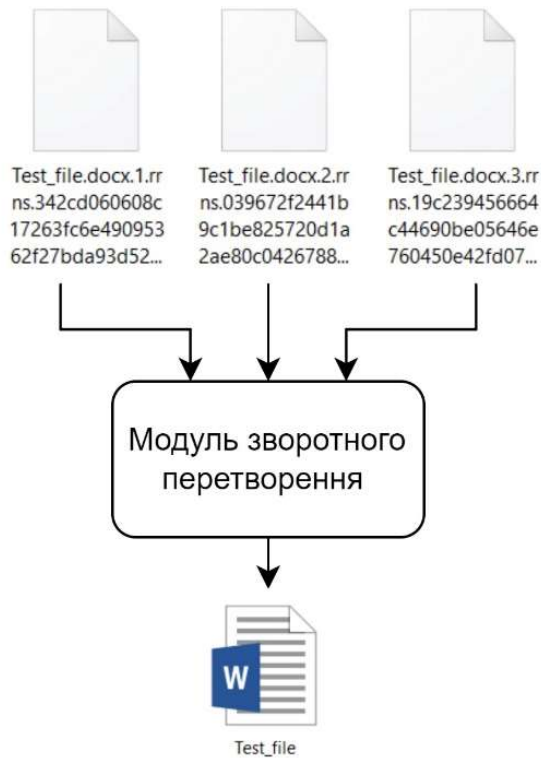 Test_file.docx.1.rr
ns.342cd060608c
17263fc6e490953
62f27bda93d52...
Test_file.docx.2.rr
ns.039672f2441b
9c1be825720d1a
2ae80c0426788...
Test_file.docx.3.rr
ns.19c239456664
c44690be05646e
760450e42fd07...
Модуль зворотного
перетворення
W
Test_file